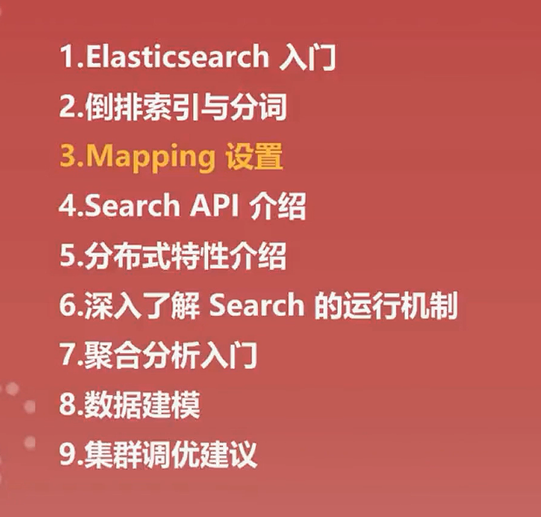 1.Elasticsearch 入门
2.倒排索引与分词
3.Mapping 设置
4.Search API 介绍
5.分布式特性介绍
6.深入了解 Search 的运行机制
7.聚合分析入门
8.数据建模
9.集群调优建议